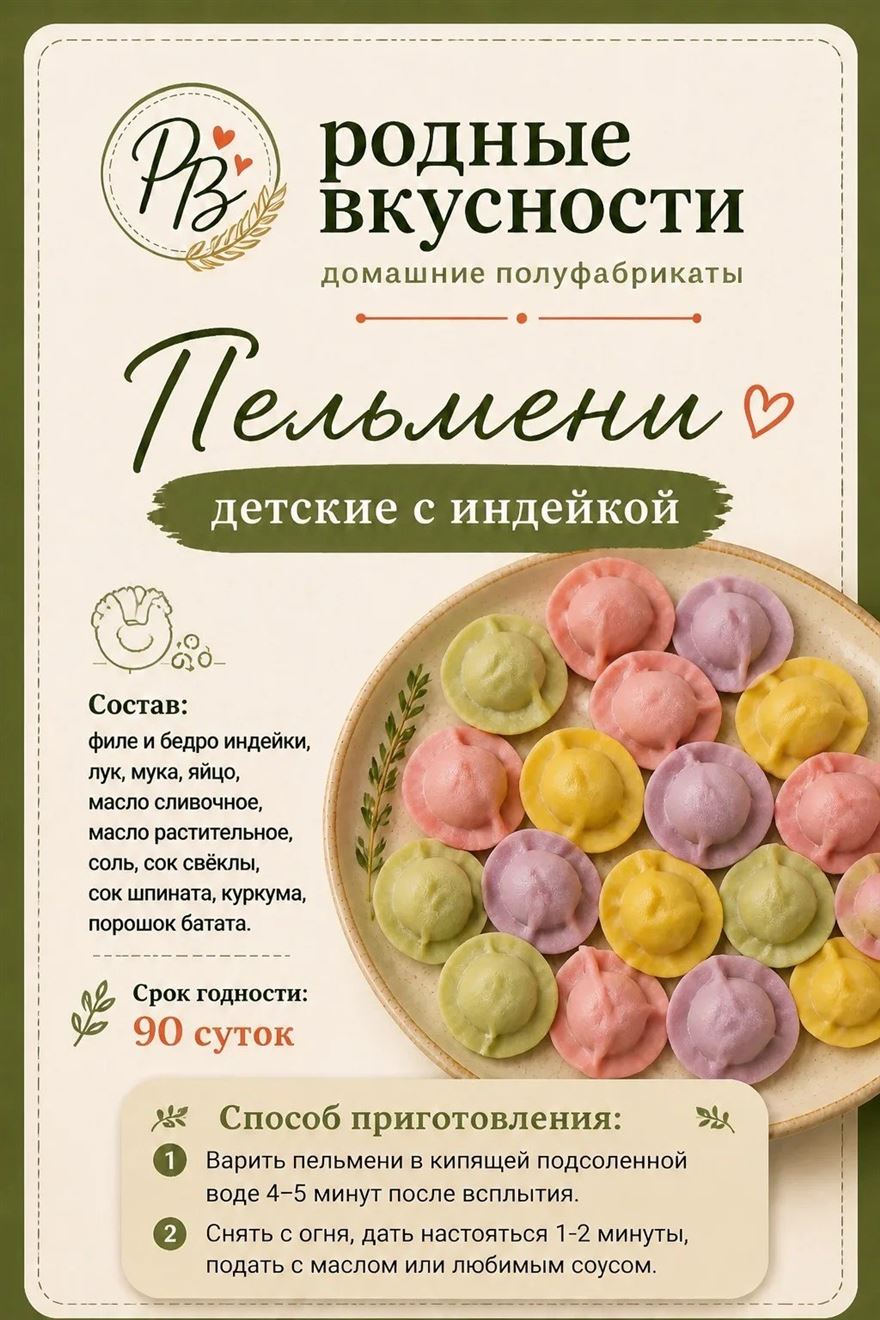 РВ
родные
вкусности
домашние полуфабрикаты
Пельмени
детские с индейкой
Состав:
филе и бедро индейки,
лук, мука, яйцо,
масло сливочное,
масло растительное,
соль, сок свёклы,
сок шпината, куркума,
порошок батата.
Срок годности:
90 суток
Способ приготовления:
1 Варить пельмени в кипящей подсоленной
воде 4–5 минут после всплытия.
2 Снять с огня, дать настояться 1-2 минуты,
подать с маслом или любимым соусом.